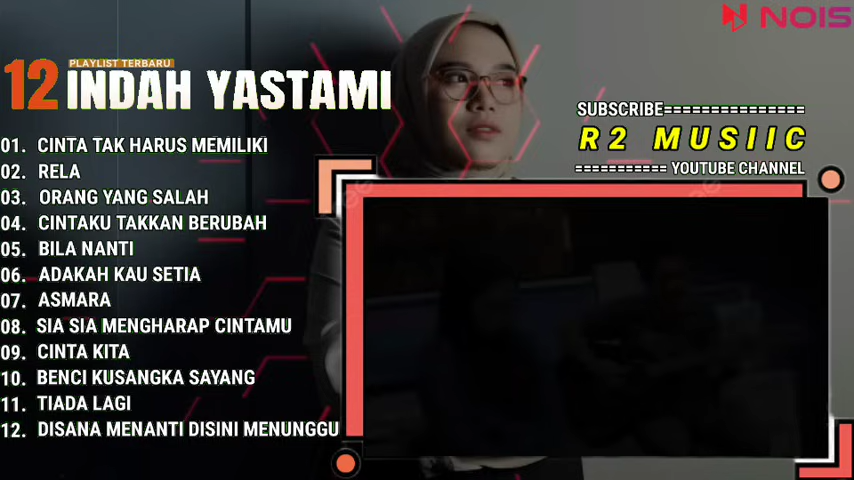 NOIS
PLAYLIST TERBARU
12 INDAH YASTAMI
SUBSCRIBE===============
R2 MUSIIC
=========== YOUTUBE CHANNEL
01. CINTA TAK HARUS MEMILIKI
02. RELA
03. ORANG YANG SALAH
04. CINTAKU TAKKAN BERUBAH
05. BILA NANTI
06. ADAKAH KAU SETIA
07. ASMARA
08. SIA SIA MENGHARAP CINTAMU
09. CINTA KITA
10. BENCI KUSANGKA SAYANG
11. TIADA LAGI
12. DISANA MENANTI DISINI MENUNGGU